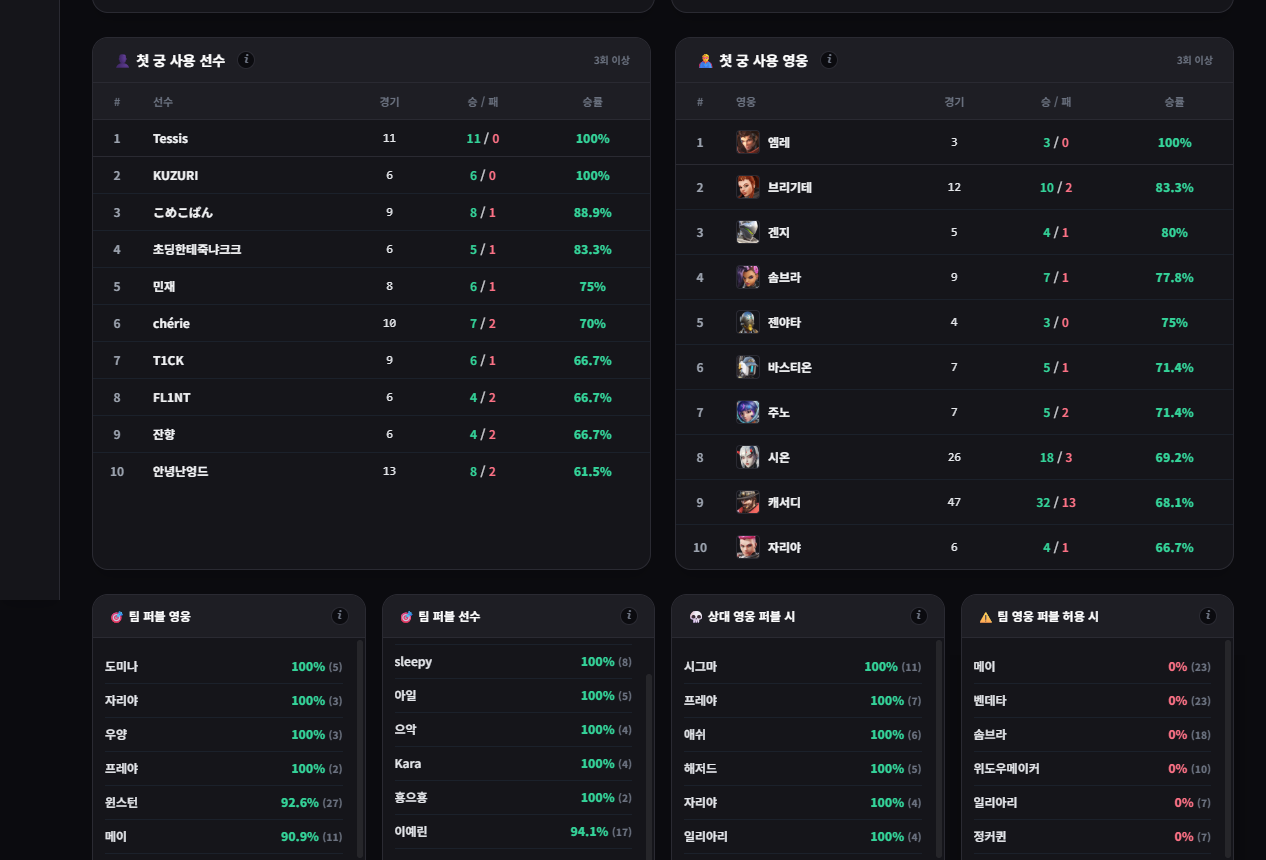 첫 궁 사용 선수 i 3회 이상
# 선수 경기 승 / 패 승률
1 Tessis 11 11 / 0 100%
2 KUZURI 6 6 / 0 100%
3 こめこぱん 9 8 / 1 88.9%
4 초딩한테죽냐크크 6 5 / 1 83.3%
5 민재 8 6 / 1 75%
6 chérie 10 7 / 2 70%
7 T1CK 9 6 / 1 66.7%
8 FL1NT 6 4 / 2 66.7%
9 잔향 6 4 / 2 66.7%
10 안녕난엉드 13 8 / 2 61.5%
첫 궁 사용 영웅 i 3회 이상
# 영웅 경기 승 / 패 승률
1 엠레 3 3 / 0 100%
2 브리기테 12 10 / 2 83.3%
3 겐지 5 4 / 1 80%
4 솜브라 9 7 / 1 77.8%
5 젠야타 4 3 / 0 75%
6 바스티온 7 5 / 1 71.4%
7 주노 7 5 / 2 71.4%
8 시온 26 18 / 3 69.2%
9 캐서디 47 32 / 13 68.1%
10 자리야 6 4 / 1 66.7%
팀 퍼블 영웅 i
도미나 100% (5)
자리야 100% (3)
우양 100% (3)
프레야 100% (2)
윈스턴 92.6% (27)
메이 90.9% (11)
팀 퍼블 선수 i
sleepy 100% (8)
아일 100% (5)
으악 100% (4)
Kara 100% (4)
흥으흥 100% (2)
이예린 94.1% (17)
상대 영웅 퍼블 시 i
시그마 100% (11)
프레야 100% (7)
애쉬 100% (6)
해저드 100% (5)
자리야 100% (4)
일리아리 100% (4)
팀 영웅 퍼블 허용 시 i
메이 0% (23)
벤데타 0% (23)
솜브라 0% (18)
위도우메이커 0% (10)
일리아리 0% (7)
정커퀸 0% (7)